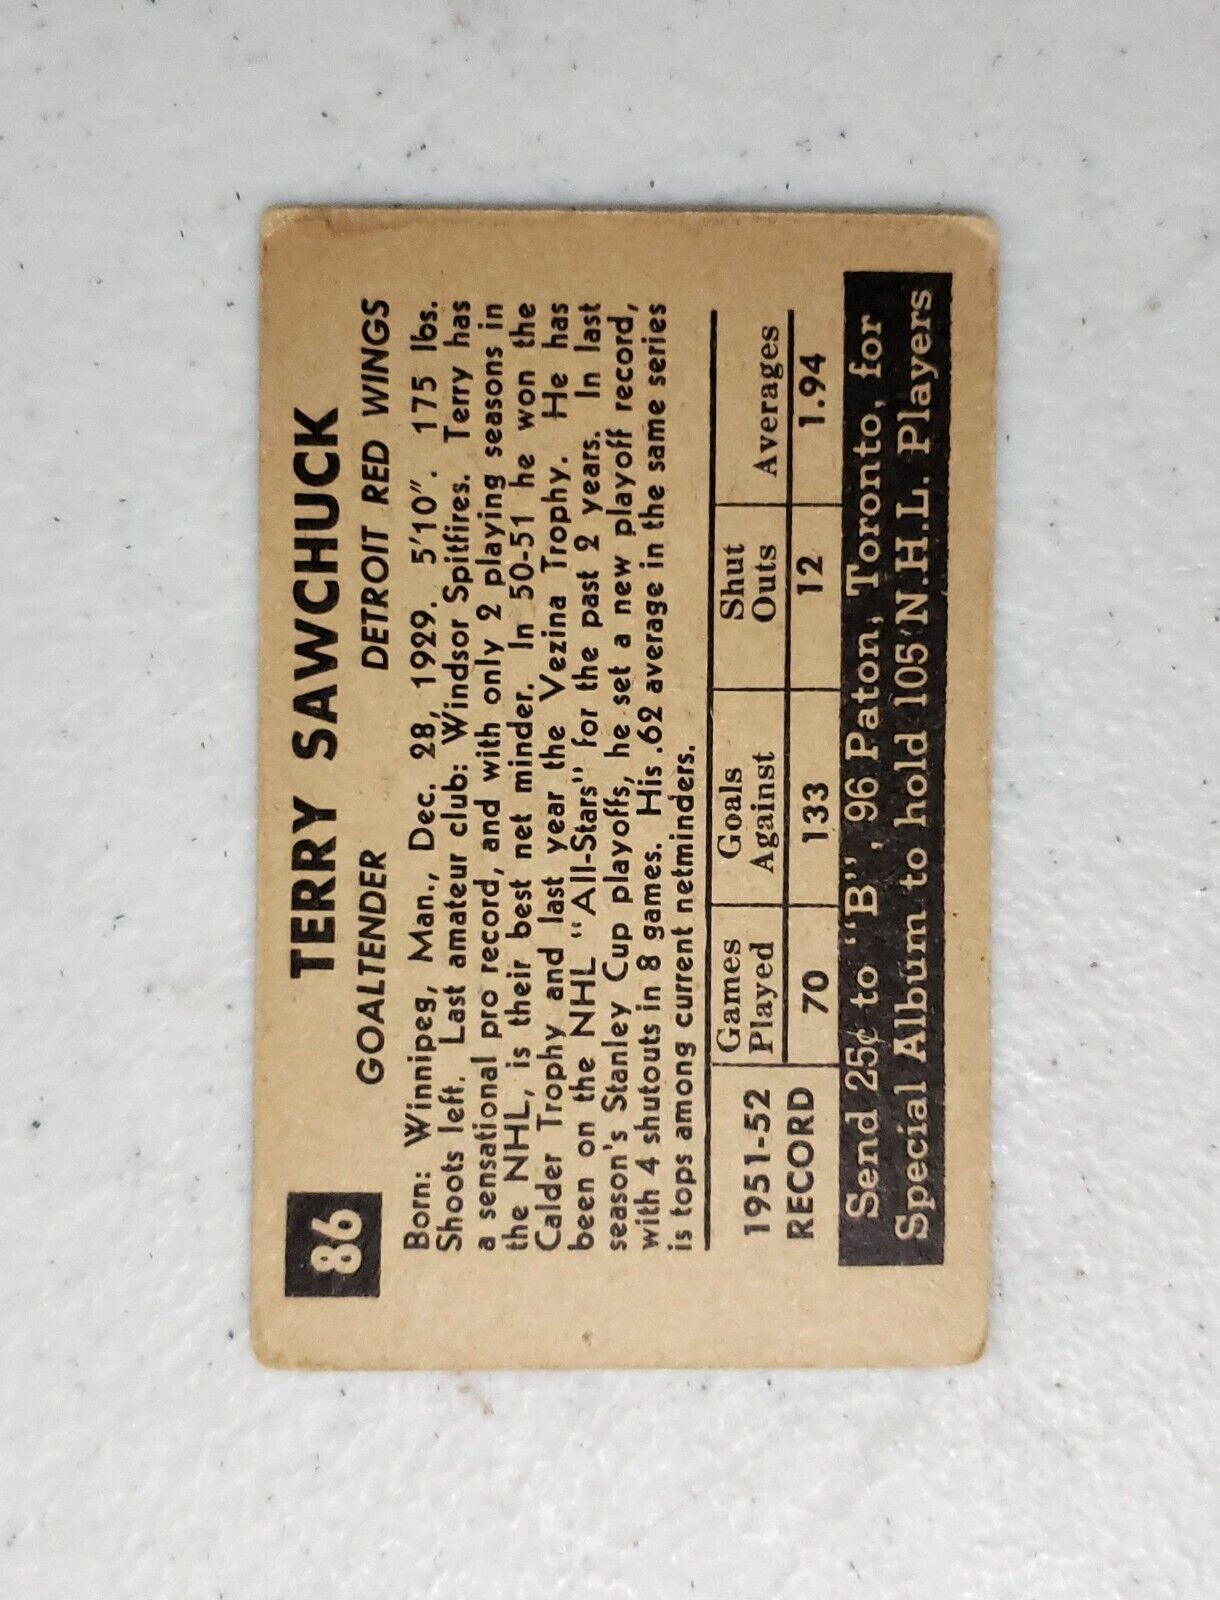 86
TERRY SAWCHUCK
GOALTENDER DETROIT RED WINGS
Born: Winnipeg, Man., Dec. 28, 1929. 5'10". 175 lbs.
Shoots left. Last amateur club: Windsor Spitfires. Terry has
a sensational pro record, and with only 2 playing seasons in
the NHL, is their best net minder. In 50-51 he won the
Calder Trophy and last year the Vezina Trophy. He has
been on the NHL "All-Stars" for the past 2 years. In last
season's Stanley Cup playoffs, he set a new playoff record,
with 4 shutouts in 8 games. His .62 average in the same series
is tops among current netminders.
1951-52 RECORD
Games Played
Goals Against
Shut Outs
Averages
70 133 12 1.94
Send 25¢ to "B", 96 Paton, Toronto, for
Special Album to hold 105 N.H.L. Players